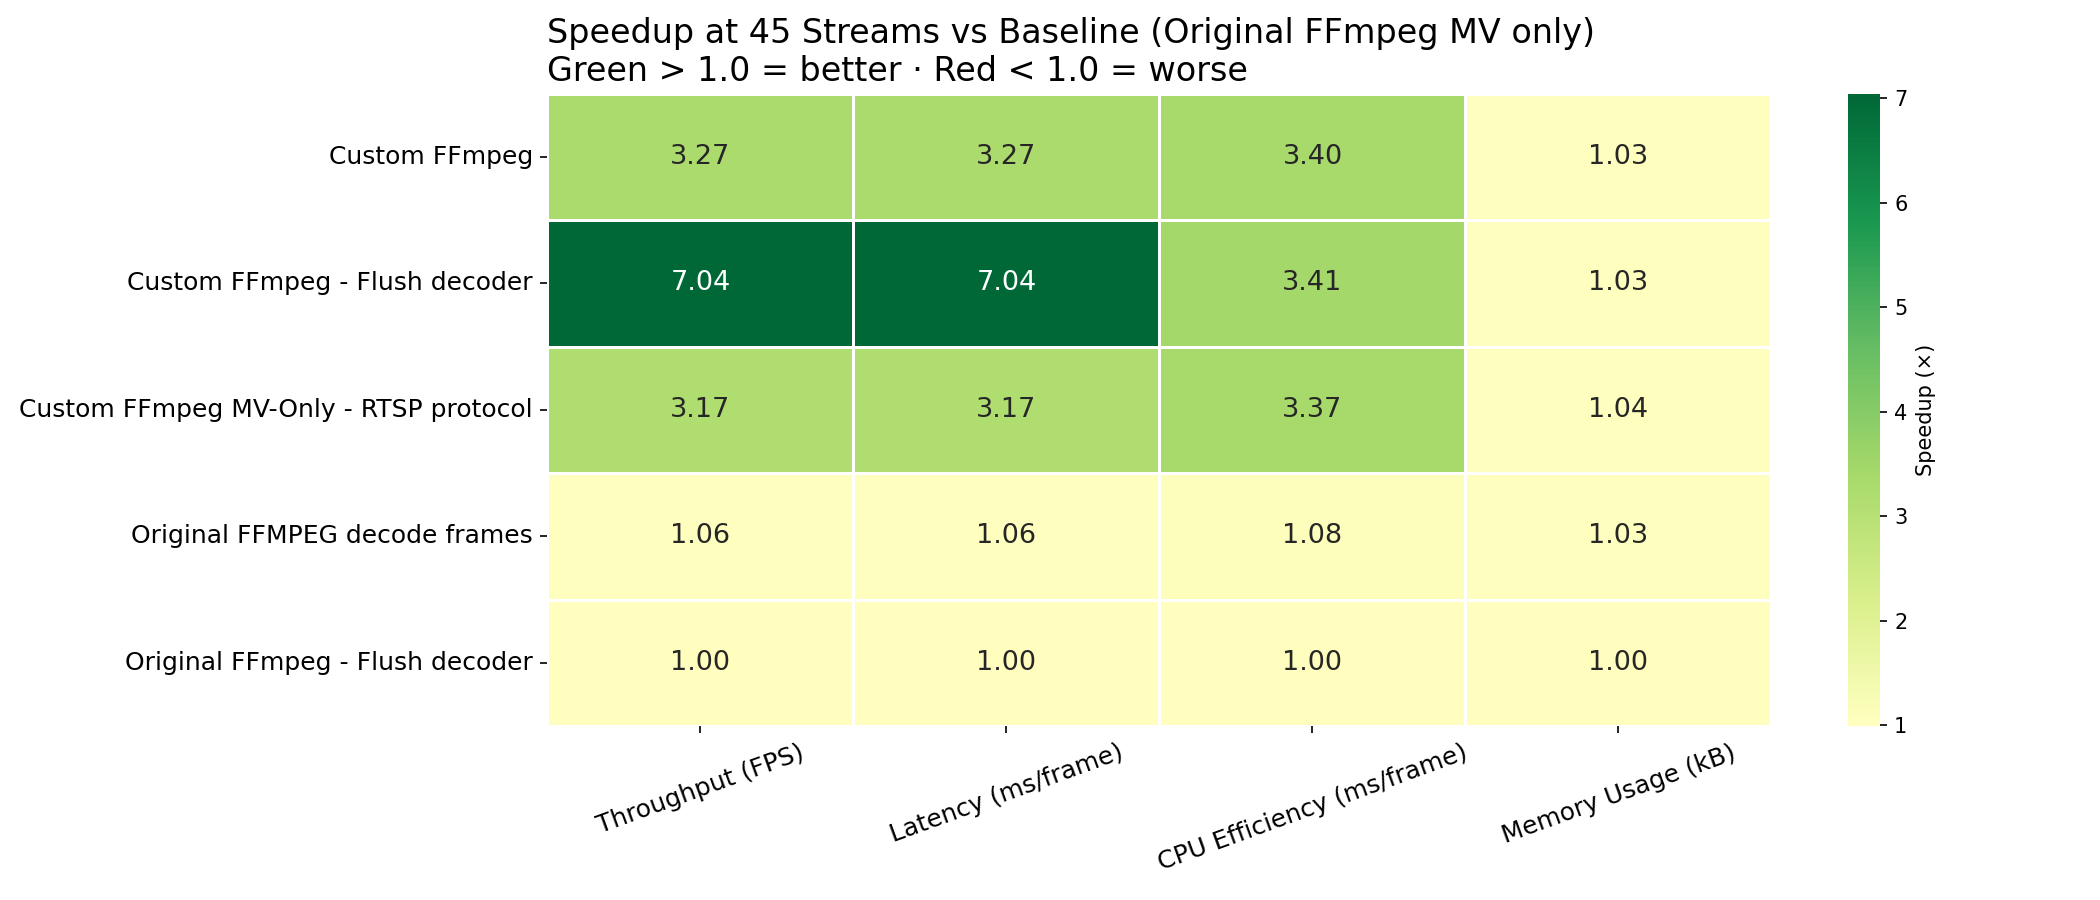 Speedup at 45 Streams vs Baseline (Original FFmpeg MV only)
Green > 1.0 = better · Red < 1.0 = worse
Custom FFmpeg 3.27 3.27 3.40 1.03
Custom FFmpeg - Flush decoder 7.04 7.04 3.41 1.03
Custom FFmpeg MV-Only - RTSP protocol 3.17 3.17 3.37 1.04
Original FFMPEG decode frames 1.06 1.06 1.08 1.03
Original FFmpeg - Flush decoder 1.00 1.00 1.00 1.00
Throughput (FPS)
Latency (ms/frame)
CPU Efficiency (ms/frame)
Memory Usage (kB)
7
6
5
4
3
2
1
Speedup (×)